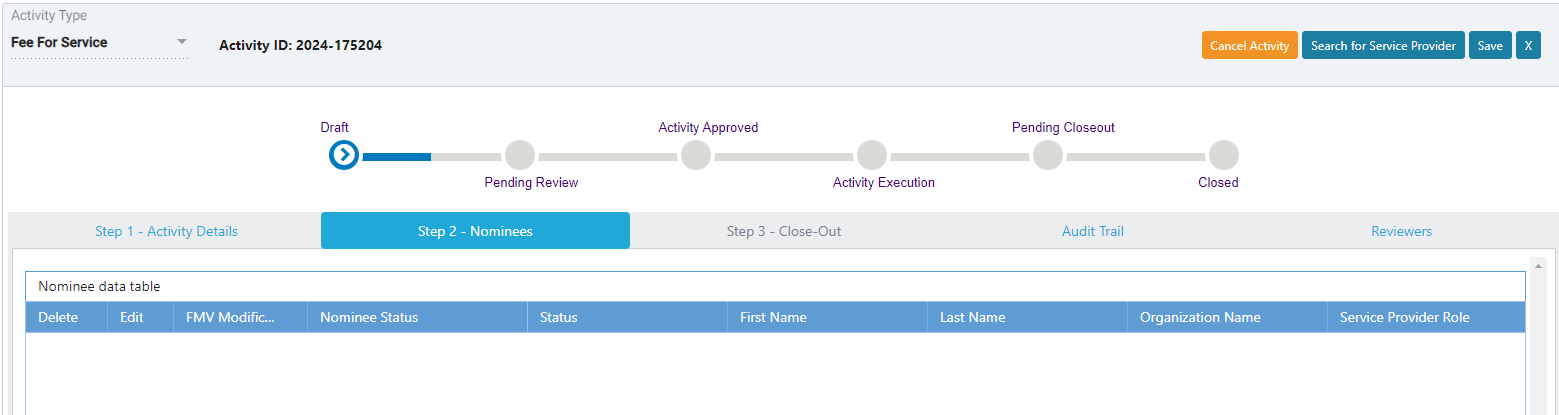 Activity Type
Fee For Service
Activity ID: 2024-175204
Cancel Activity
Search for Service Provider
Save
X
Draft
Activity Approved
Pending Closeout
Pending Review
Activity Execution
Closed
Step 1 - Activity Details
Step 2 - Nominees
Step 3 - Close-Out
Audit Trail
Reviewers
Nominee data table
Delete
Edit
FMV Modific...
Nominee Status
Status
First Name
Last Name
Organization Name
Service Provider Role